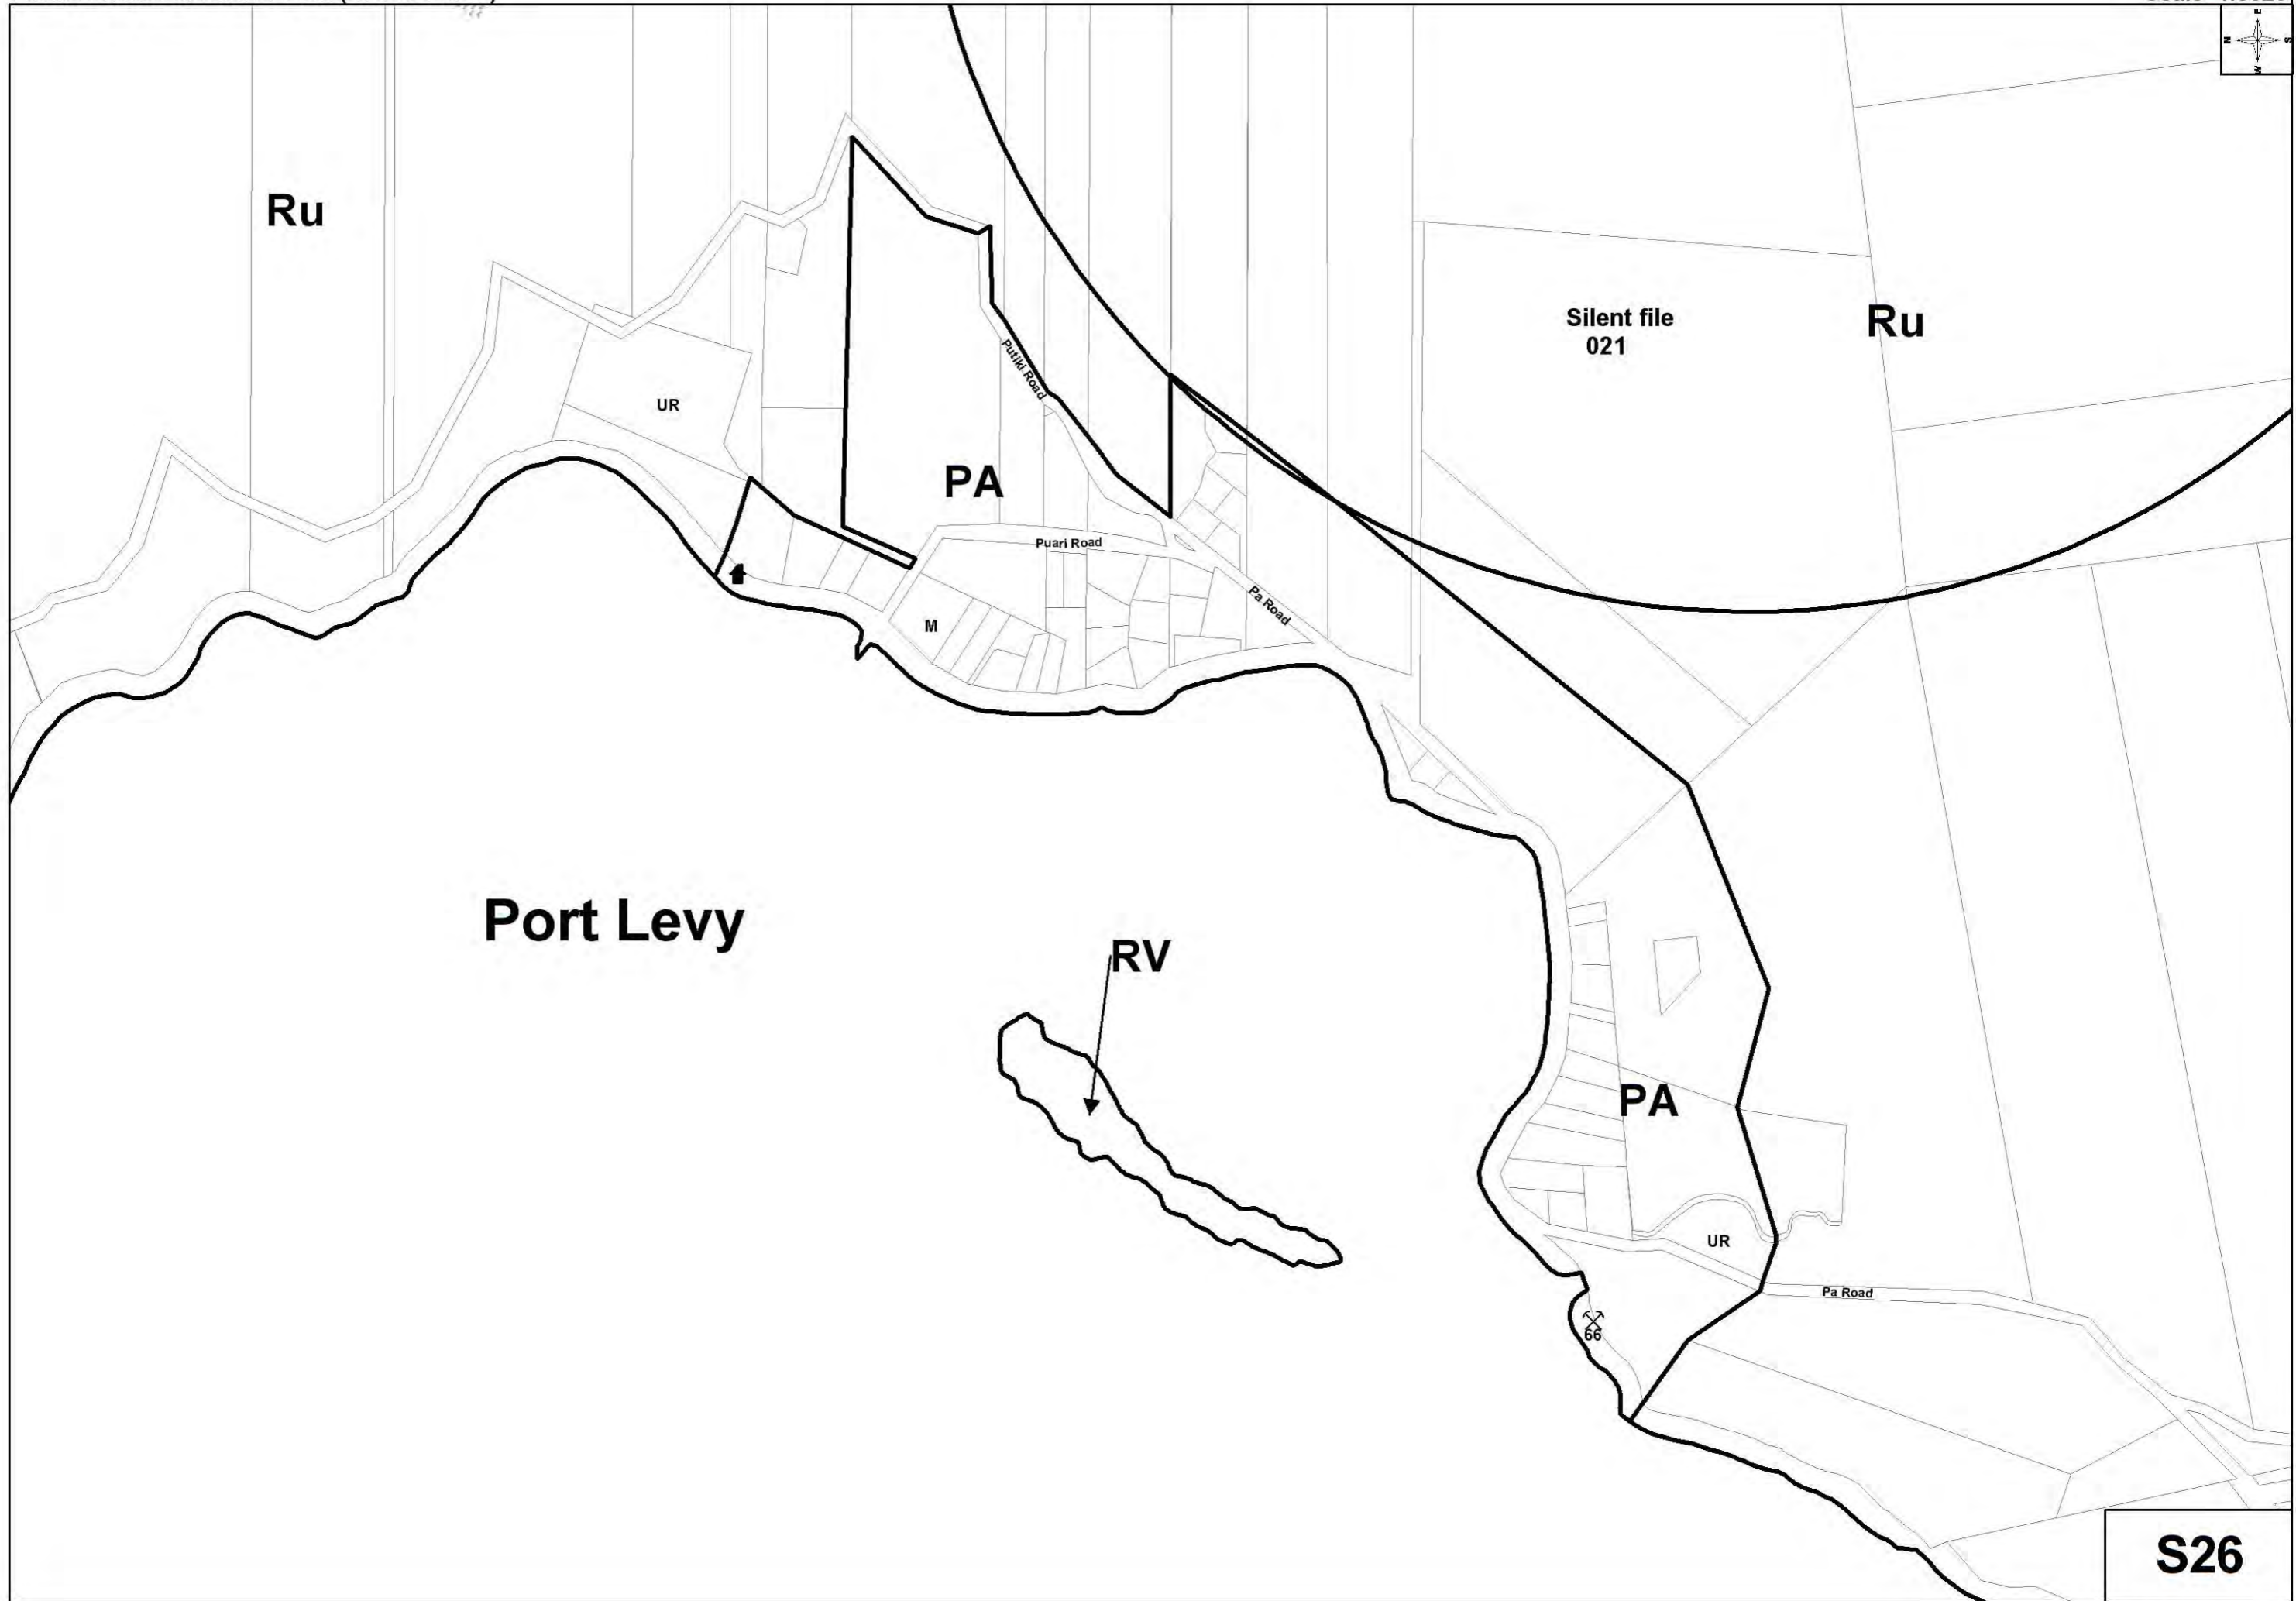 E
N S
W
Ru
Silent file
021
Ru
Putiki Road
UR
PA
Puari Road
Pa Road
M
Port Levy
RV
PA
UR
Pa Road
66
S26